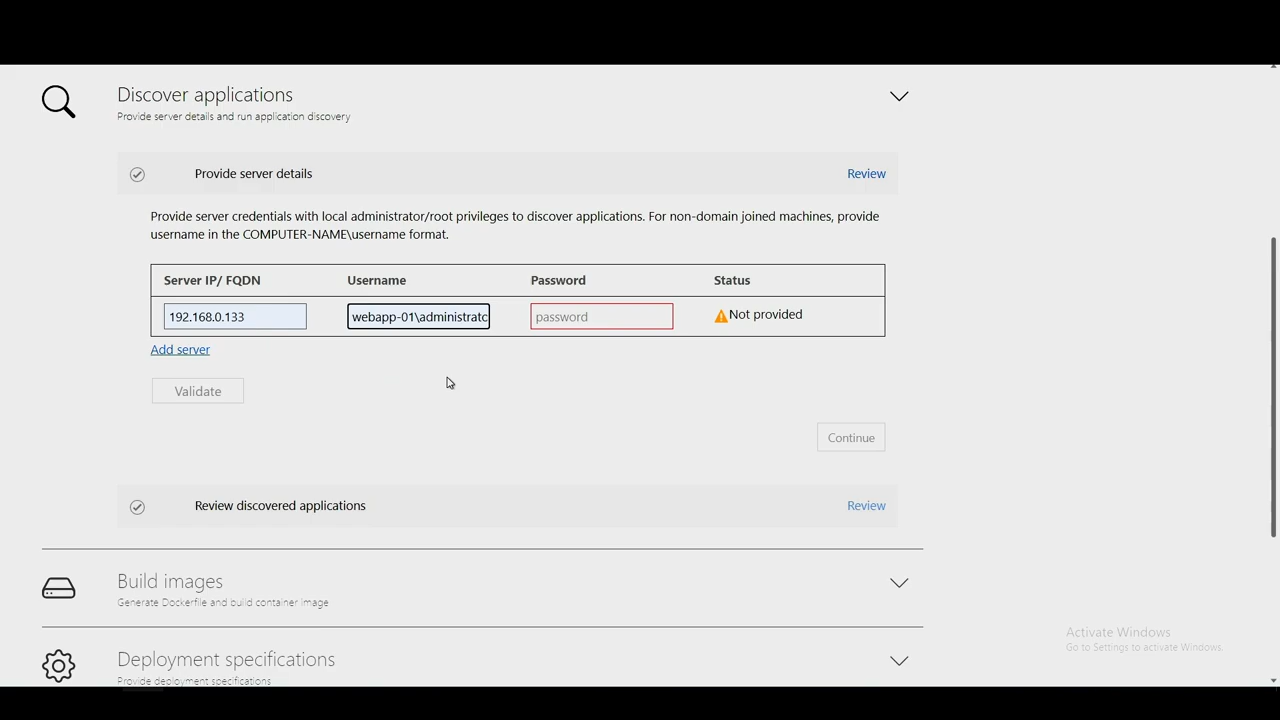 Discover applications
Provide server details and run application discovery
Provide server details
Review
Provide server credentials with local administrator/root privileges to discover applications. For non-domain joined machines, provide
username in the COMPUTER-NAME\username format.
Server IP/ FQDN Username Password Status
192.168.0.133 webapp-01\administratc password Not provided
Add server
Validate
Continue
Review discovered applications
Review
Build images
Generate Dockerfile and build container image
Activate Windows
Go to Settings to activate Windows.
Deployment specifications
Provide deployment specifications